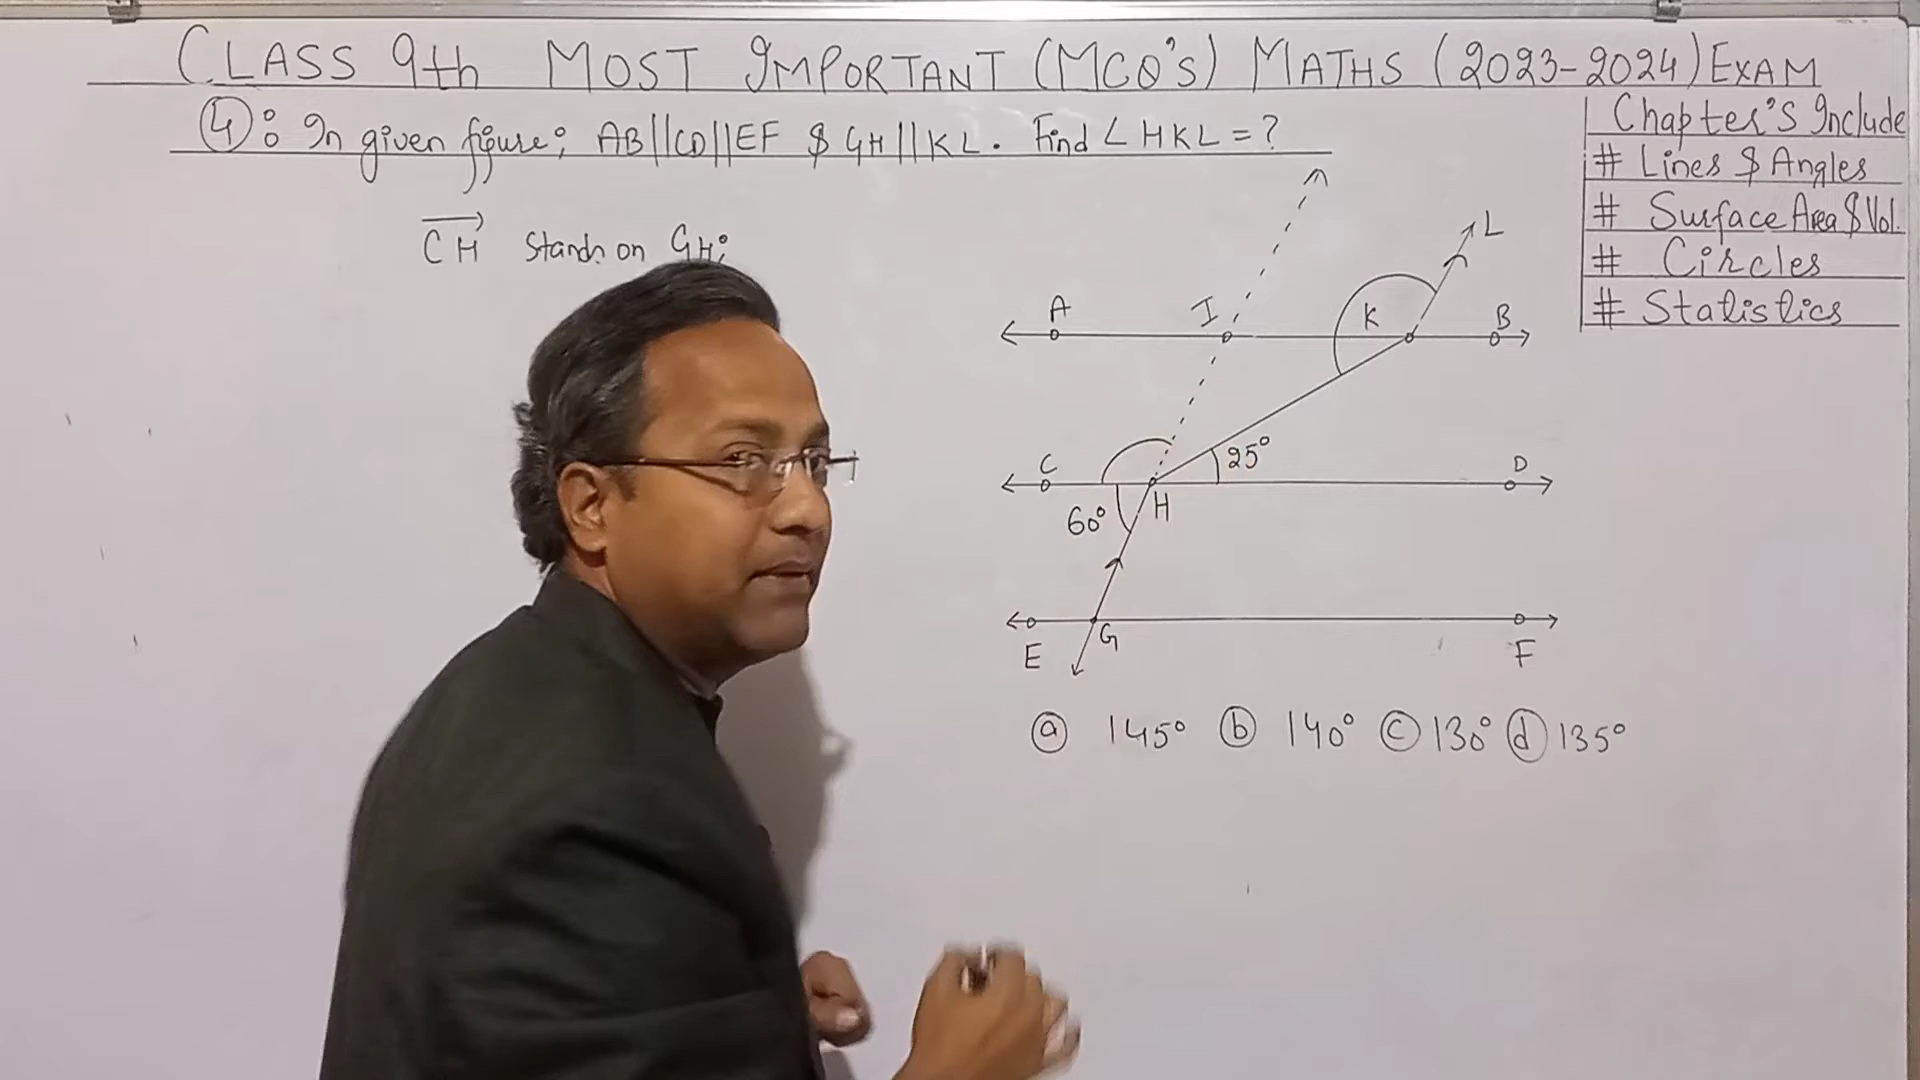 CLASS 9th MOST IMPORTANT (MCQ'S) MATHS (2023-2024) EXAM
④: In given figure; AB||CD||EF $ GH||KL. Find ∠HKL = ?
CH Stands on GH;
Chapter's Include
# Lines $ Angles
# Surface Area $ Vol.
# Circles
# Statistics
L
A I K B
25°
C D
60° H
G
E F
ⓐ 145° ⓑ 140° ⓒ 130° ⓓ 135°